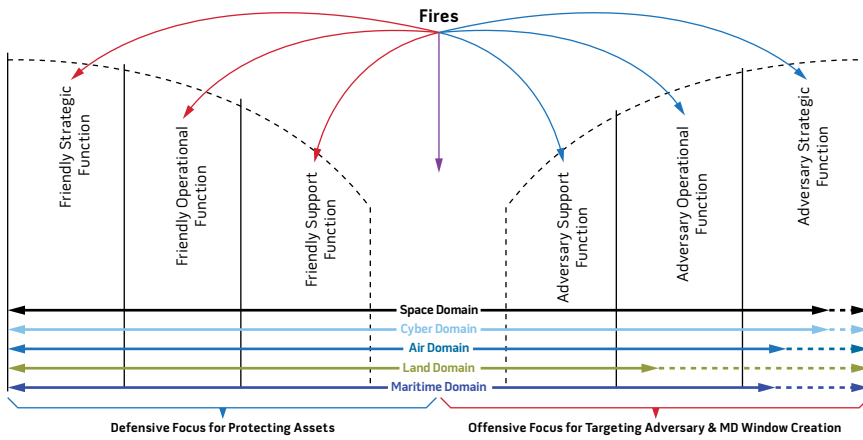 Fires
Friendly Strategic
Function
Friendly Operational
Function
Friendly Support
Function
Adversary Support
Function
Adversary Operational
Function
Adversary Strategic
Function
Space Domain
Cyber Domain
Air Domain
Land Domain
Maritime Domain
Defensive Focus for Protecting Assets
Offensive Focus for Targeting Adversary & MD Window Creation